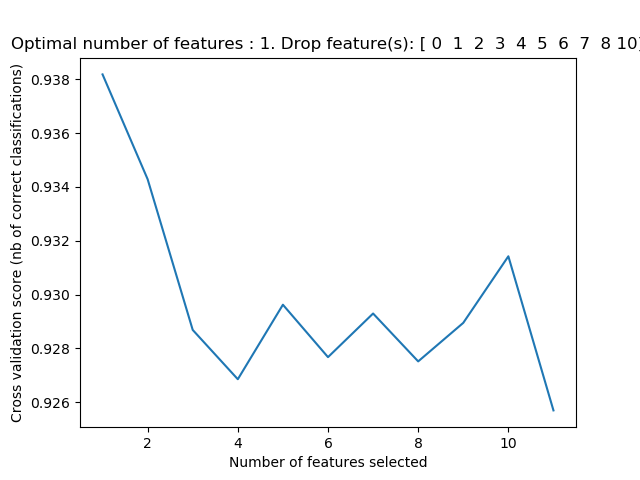 Optimal number of features : 1. Drop feature(s): [ 0 1 2 3 4 5 6 7 8 10]
0.938
0.936
0.934
0.932
0.930
0.928
0.926
Cross validation score (nb of correct classifications)
2 4 6 8 10
Number of features selected